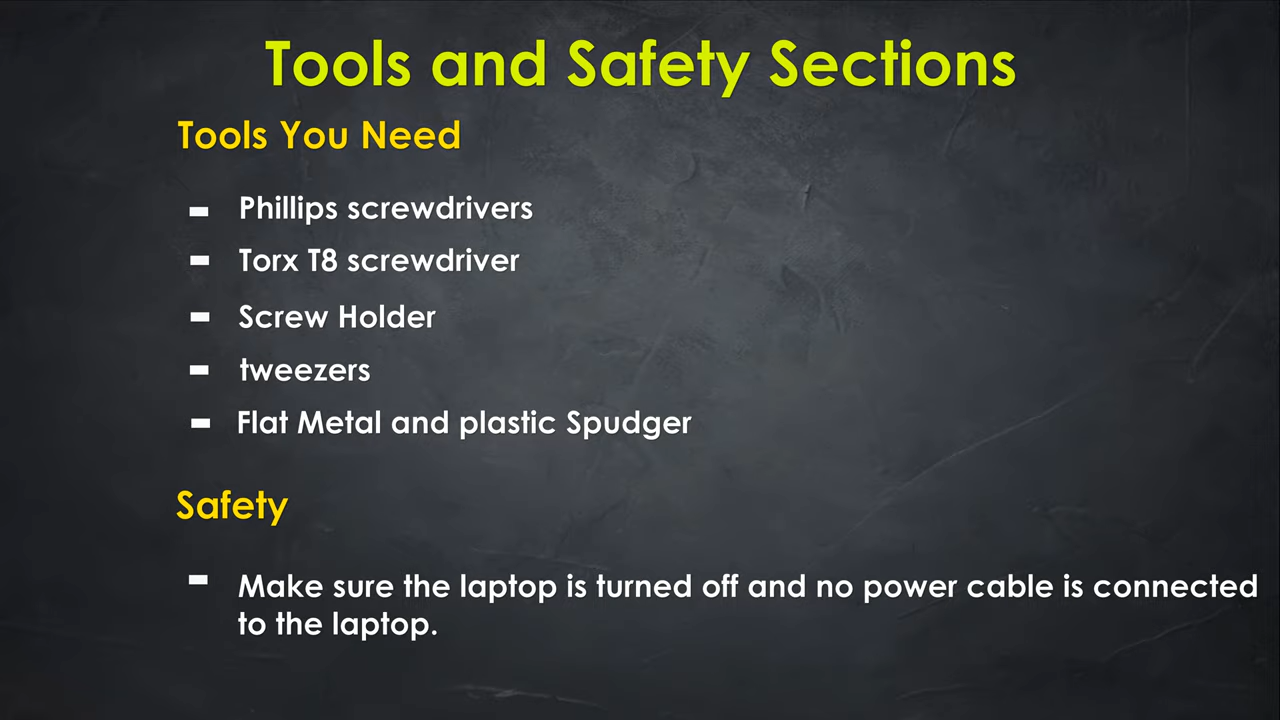 Tools and Safety Sections
Tools You Need
- Phillips screwdrivers
- Torx T8 screwdriver
- Screw Holder
- tweezers
- Flat Metal and plastic Spudger
Safety
- Make sure the laptop is turned off and no power cable is connected
to the laptop.